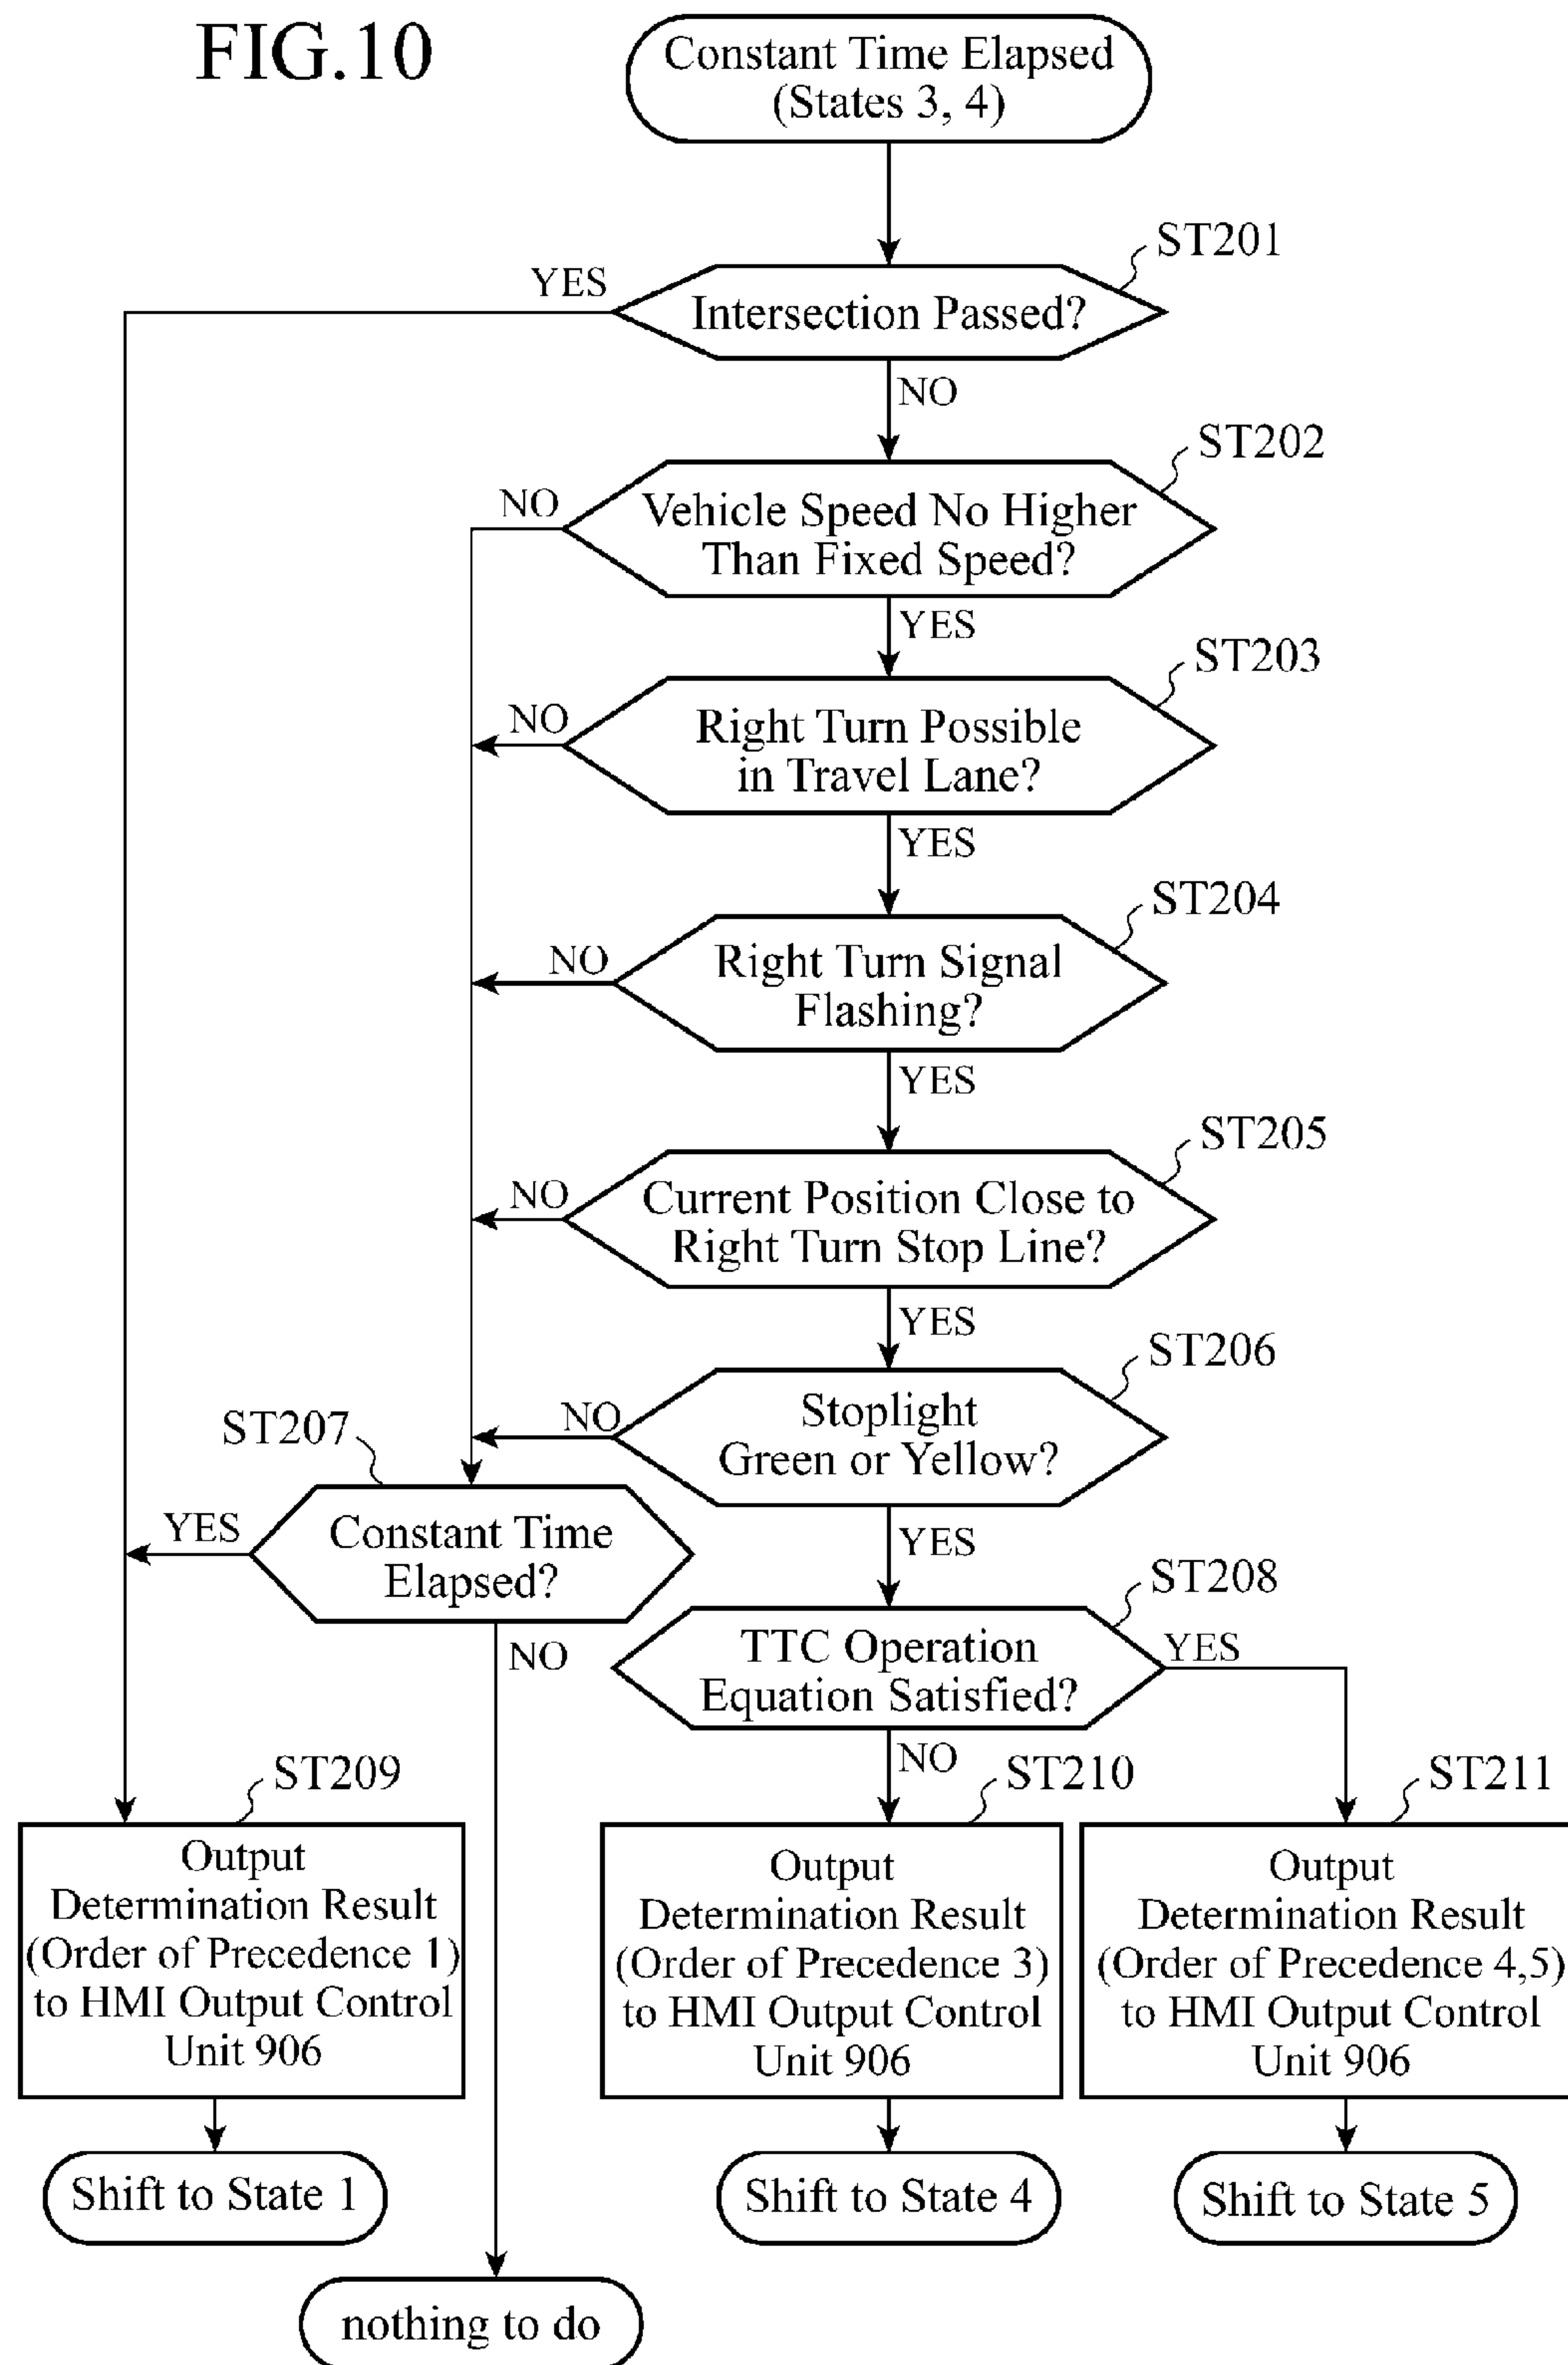 FIG.10
Constant Time Elapsed
(States 3, 4)
ST201
YES
Intersection Passed?
NO
ST202
NO
Vehicle Speed No Higher
Than Fixed Speed?
YES
ST203
NO
Right Turn Possible
in Travel Lane?
YES
ST204
NO
Right Turn Signal
Flashing?
YES
ST205
NO
Current Position Close to
Right Turn Stop Line?
YES
ST206
NO
Stoplight
Green or Yellow?
YES
ST207
YES
Constant Time
Elapsed?
NO
ST208
TTC Operation
Equation Satisfied?
YES
NO
ST209
Output
Determination Result
(Order of Precedence 1)
to HMI Output Control
Unit 906
Shift to State 1
nothing to do
ST210
Output
Determination Result
(Order of Precedence 3)
to HMI Output Control
Unit 906
Shift to State 4
ST211
Output
Determination Result
(Order of Precedence 4,5)
to HMI Output Control
Unit 906
Shift to State 5